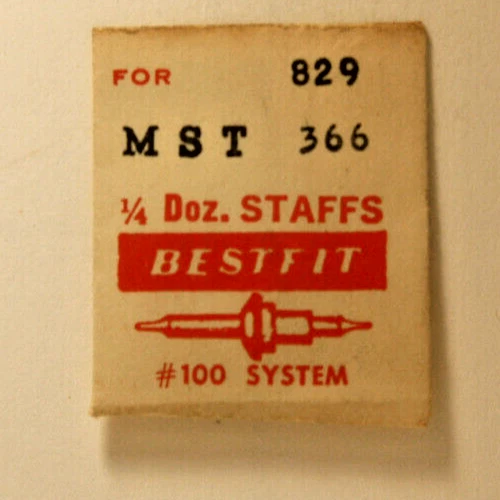 FOR 829
MST 366
¼ Doz. STAFFS
BESTFIT
#100 SYSTEM